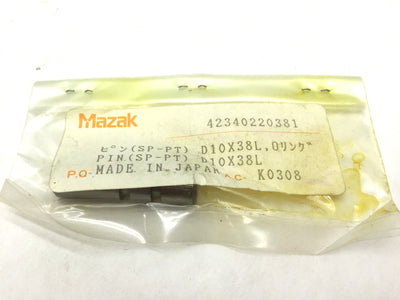 Mazak 42340220381
ピン(SP-PT) D10X38L,Oリング
PIN(SP-PT) D10X38L
P.O. MADE IN JAPAN AC. K0308